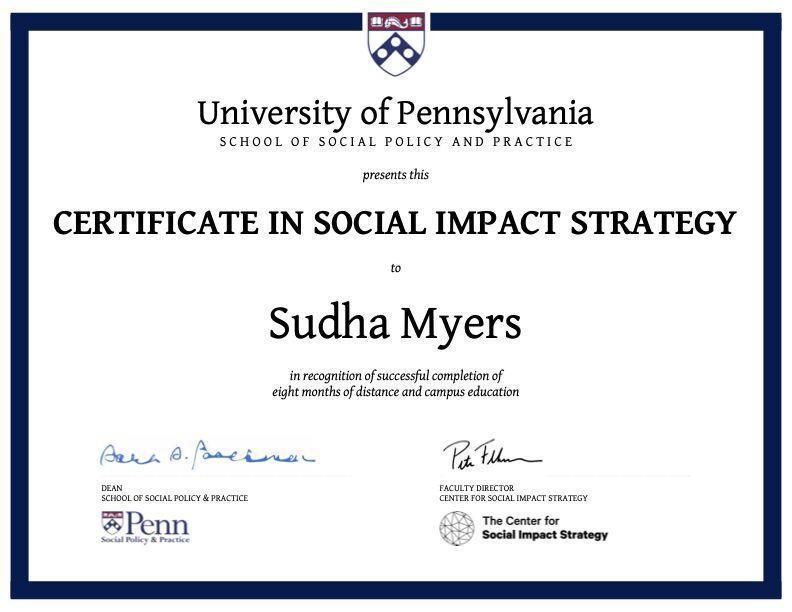 University of Pennsylvania
SCHOOL OF SOCIAL POLICY AND PRACTICE
presents this
CERTIFICATE IN SOCIAL IMPACT STRATEGY
to
Sudha Myers
in recognition of successful completion of
eight months of distance and campus education
DEAN
SCHOOL OF SOCIAL POLICY & PRACTICE
Penn
Social Policy & Practice
FACULTY DIRECTOR
CENTER FOR SOCIAL IMPACT STRATEGY
The Center for
Social Impact Strategy